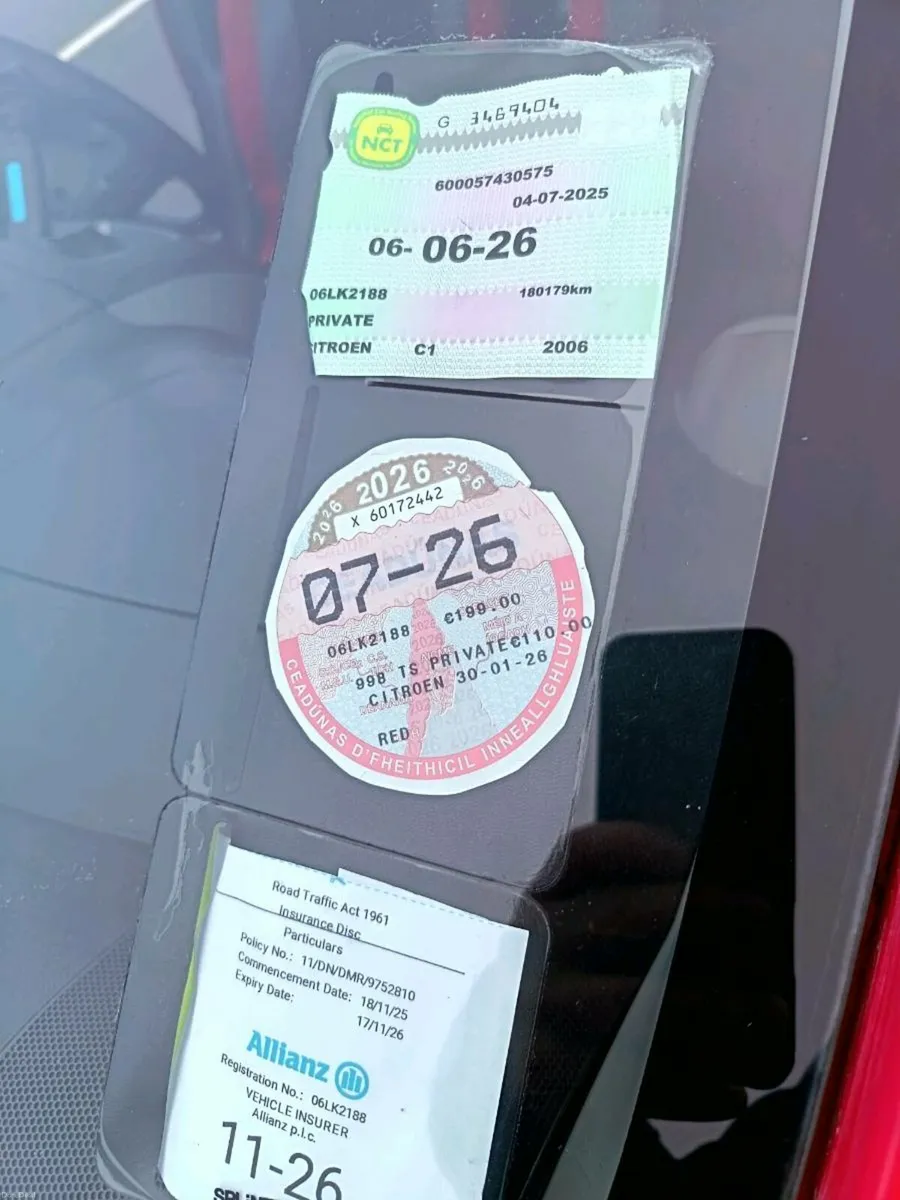 G 3469404
NCT
600057430575
04-07-2025
06- 06-26
06LK2188 180179km
PRIVATE
ITROEN C1 2006
2026 2026 2026
X 60172442
07-26
06LK2188 €199.00
998 TS PRIVATE€110.00
CITROEN 30-01-26
RED
CEADÚNAS D'FHEITHICIL INNEALLGHLUAISTE
Road Traffic Act 1961
Insurance Disc
Particulars
Policy No.: 11/DN/DMR/9752810
Commencement Date: 18/11/25
Expiry Date: 17/11/26
Allianz
Registration No.: 06LK2188
VEHICLE INSURER
Allianz p.l.c.
11-26